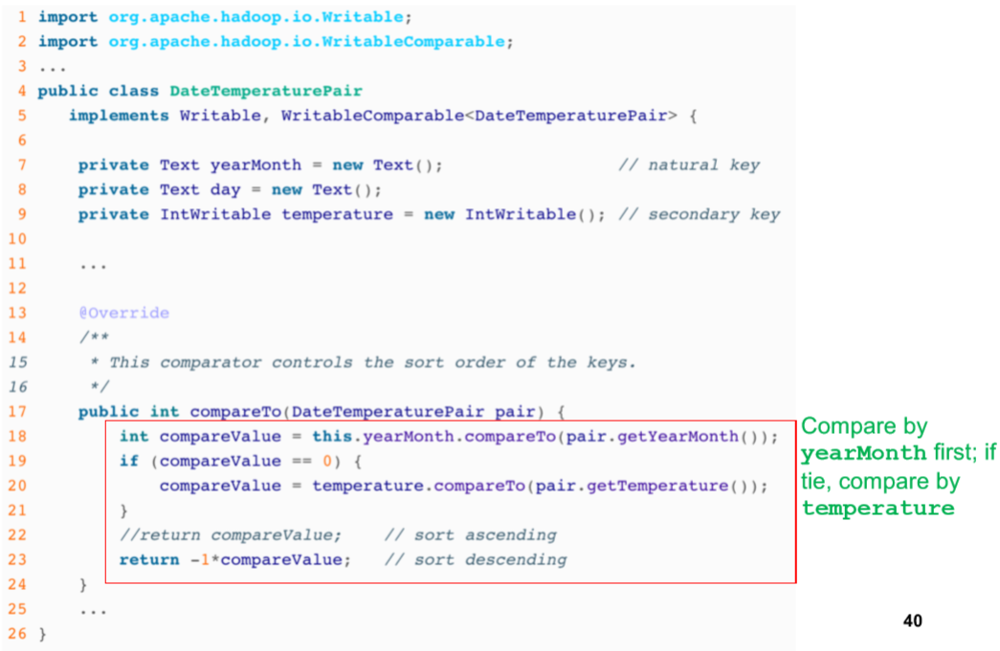 1 import org.apache.hadoop.io.Writable;
2 import org.apache.hadoop.io.WritableComparable;
3 ...
4 public class DateTemperaturePair
5 implements Writable, WritableComparable<DateTemperaturePair> {
6
7 private Text yearMonth = new Text(); // natural key
8 private Text day = new Text();
9 private IntWritable temperature = new IntWritable(); // secondary key
10
11 ...
12
13 @Override
14 /**
15 * This comparator controls the sort order of the keys.
16 */
17 public int compareTo(DateTemperaturePair pair) {
18 int compareValue = this.yearMonth.compareTo(pair.getYearMonth());
19 if (compareValue == 0) {
20 compareValue = temperature.compareTo(pair.getTemperature());
21 }
22 //return compareValue; // sort ascending
23 return -1*compareValue; // sort descending
24 }
25 ...
26 }
Compare by
yearMonth first; if
tie, compare by
temperature
40